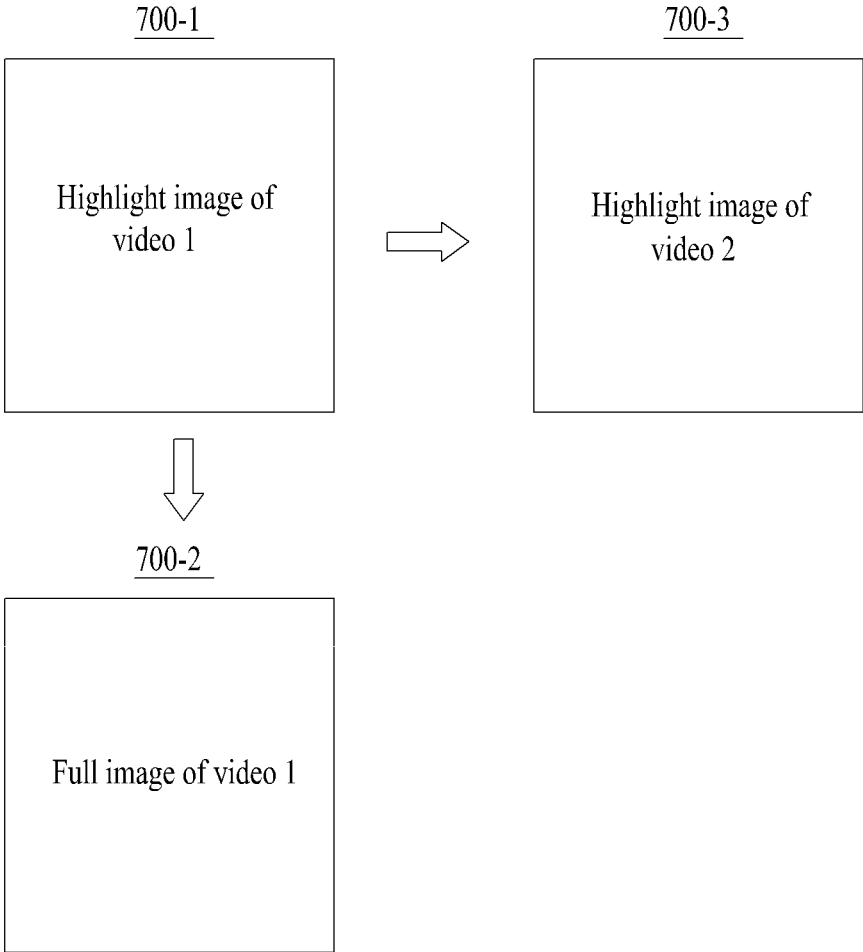 700-1
Highlight image of
video 1
700-3
Highlight image of
video 2
700-2
Full image of video 1